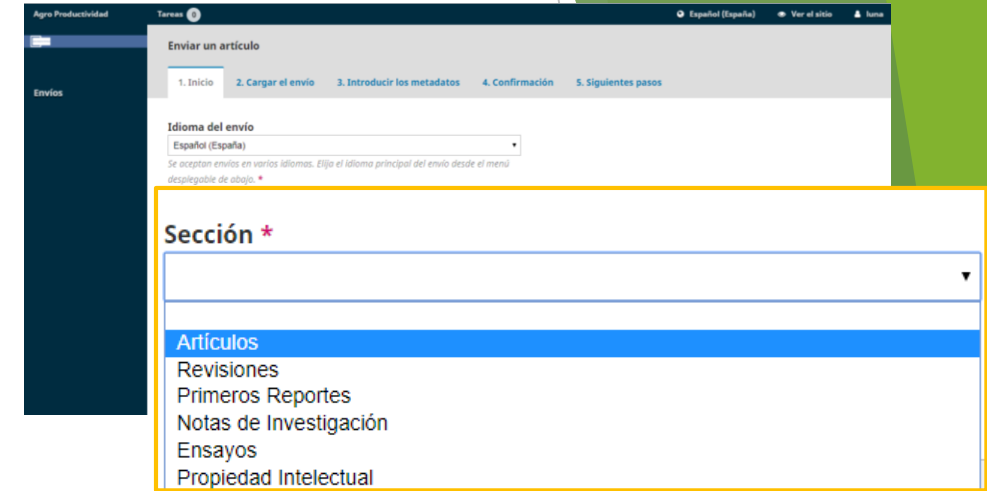 Agro Productividad Tareas 0 Español (España) Ver el sitio luna
Enviar un artículo
1. Inicio 2. Cargar el envío 3. Introducir los metadatos 4. Confirmación 5. Siguientes pasos
Envíos
Idioma del envío
Español (España)
Se aceptan envíos en varios idiomas. Elija el idioma principal del envío desde el menú
desplegable de abajo. *
Sección *
Artículos
Revisiones
Primeros Reportes
Notas de Investigación
Ensayos
Propiedad Intelectual